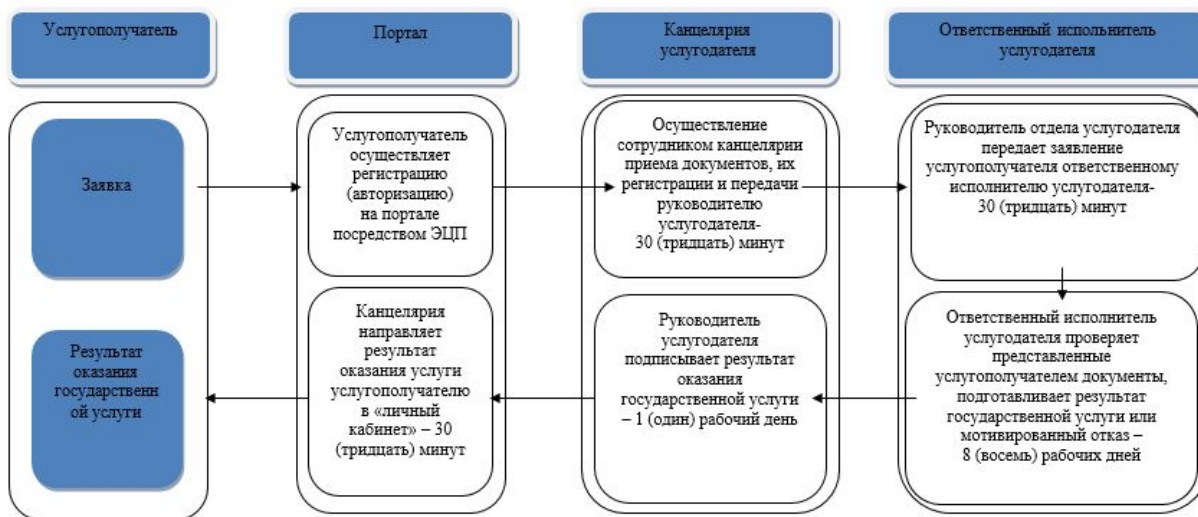 Услугополучатель
Портал
Канцелярия
услугодателя
Ответственный испольнитель
услугодателя
Заявка
Услугополучатель
осуществляет
регистрацию
(авторизацию)
на портале
посредством ЭЦП
Осуществление
сотрудником канцелярии
приема документов, их
регистрации и передачи
руководителю
услугодателя-
30 (тридцать) минут
Руководитель отдела услугодателя
передает заявление
услугополучателя ответственному
исполнителю услугодателя-
30 (тридцать) минут
Результат
оказания
государственн
ой услуги
Канцелярия
направляет
результат
оказания услуги
услугополучателю
в «личный
кабинет» – 30
(тридцать) минут
Руководитель
услугодателя
подписывает результат
оказания
государственной услуги
– 1 (один) рабочий день
Ответственный исполнитель
услугодателя проверяет
представленные
услугополучателем документы,
подготавливает результат
государственной услуги или
мотивированный отказ –
8 (восемь) рабочих дней